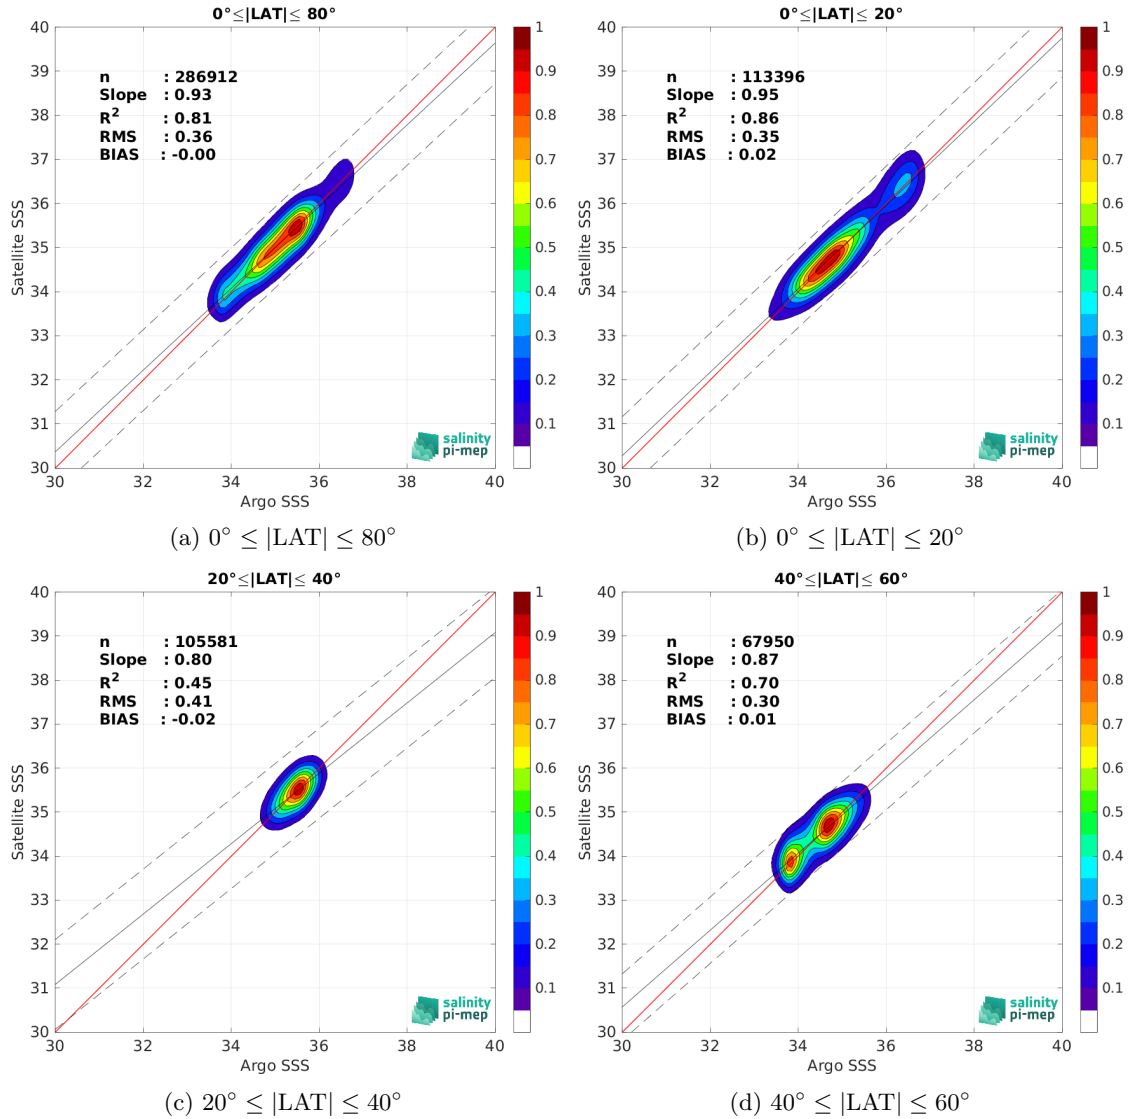 0°≤|LAT|≤ 80°
40
39
38
37
36
35
34
33
32
31
30
Satellite SSS
n : 286912
Slope : 0.93
R2 : 0.81
RMS : 0.36
BIAS : -0.00
salinity
pi-mep
30 32 34 36 38 40
Argo SSS
1
0.9
0.8
0.7
0.6
0.5
0.4
0.3
0.2
0.1
(a) 0° ≤ |LAT| ≤ 80°
0°≤|LAT|≤ 20°
40
39
38
37
36
35
34
33
32
31
30
Satellite SSS
n : 113396
Slope : 0.95
R2 : 0.86
RMS : 0.35
BIAS : 0.02
salinity
pi-mep
30 32 34 36 38 40
Argo SSS
1
0.9
0.8
0.7
0.6
0.5
0.4
0.3
0.2
0.1
(b) 0° ≤ |LAT| ≤ 20°
20°≤|LAT|≤ 40°
40
39
38
37
36
35
34
33
32
31
30
Satellite SSS
n : 105581
Slope : 0.80
R2 : 0.45
RMS : 0.41
BIAS : -0.02
salinity
pi-mep
30 32 34 36 38 40
Argo SSS
1
0.9
0.8
0.7
0.6
0.5
0.4
0.3
0.2
0.1
(c) 20° ≤ |LAT| ≤ 40°
40°≤|LAT|≤ 60°
40
39
38
37
36
35
34
33
32
31
30
Satellite SSS
n : 67950
Slope : 0.87
R2 : 0.70
RMS : 0.30
BIAS : 0.01
salinity
pi-mep
30 32 34 36 38 40
Argo SSS
1
0.9
0.8
0.7
0.6
0.5
0.4
0.3
0.2
0.1
(d) 40° ≤ |LAT| ≤ 60°